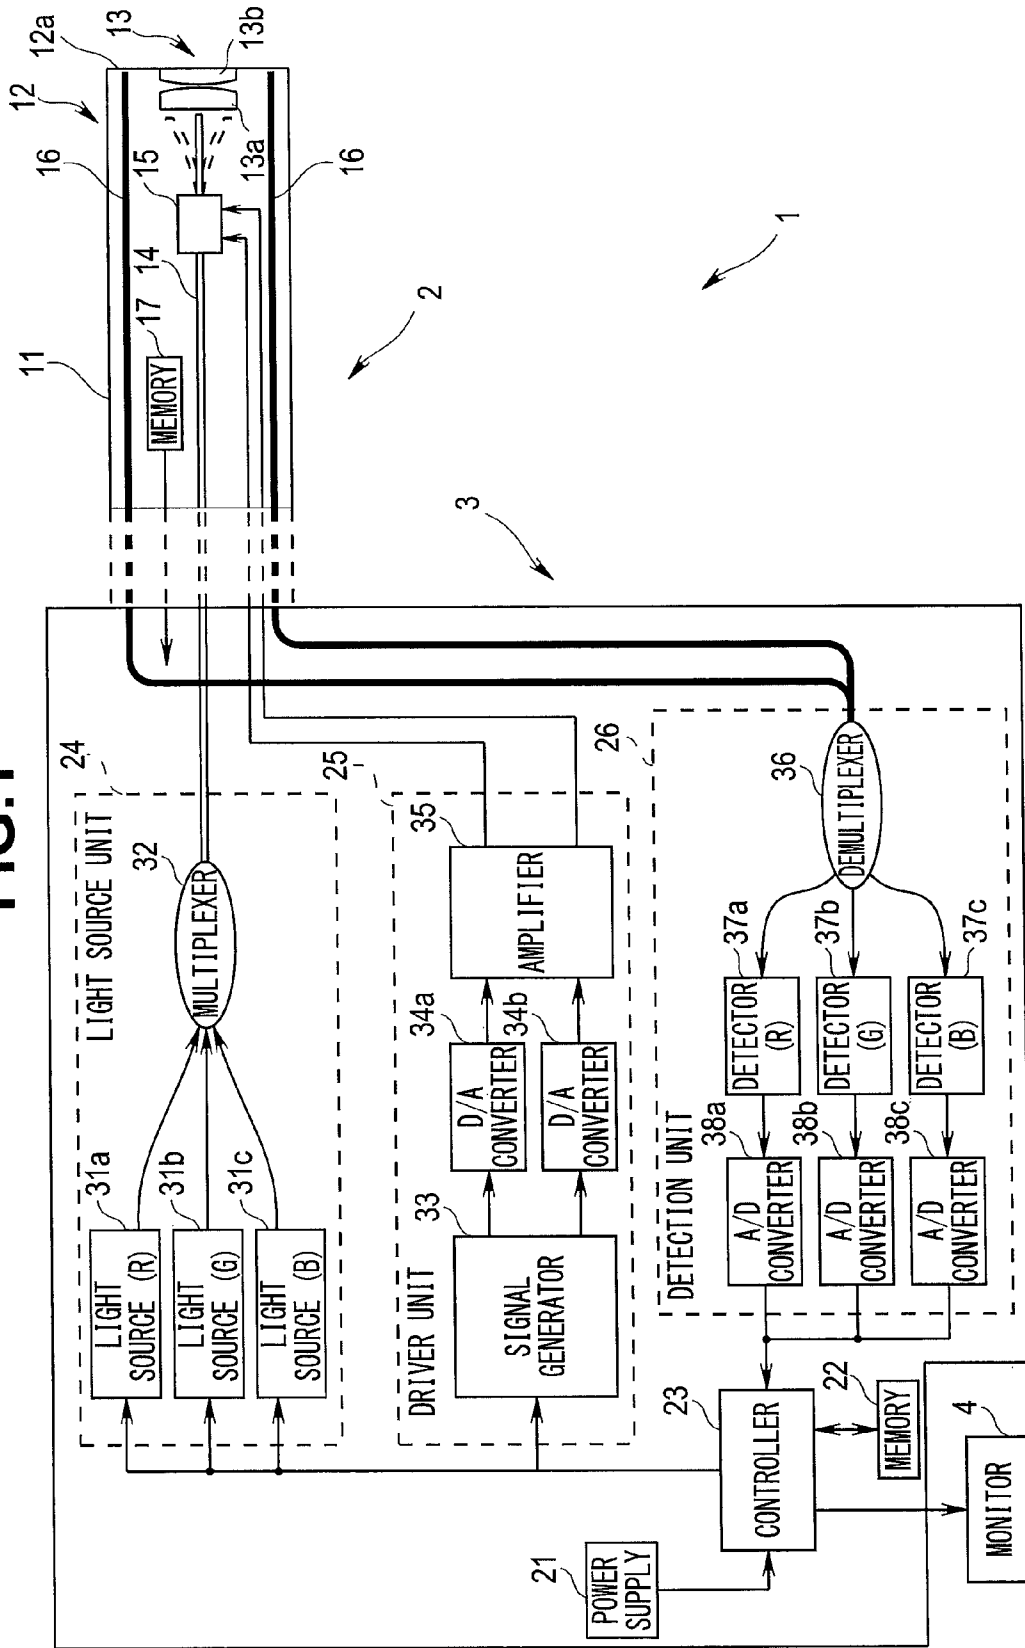 FIG.1
1
2
3
11
12
12a
13
13b
13a
16
15
14
16
17
MEMORY
24
LIGHT SOURCE UNIT
31a
LIGHT
SOURCE (R)
31b
LIGHT
SOURCE (G)
31c
LIGHT
SOURCE (B)
32
MULTIPLEXER
25
DRIVER UNIT
33
SIGNAL
GENERATOR
34a
D/A
CONVERTER
34b
D/A
CONVERTER
35
AMPLIFIER
26
DETECTION UNIT
36
DEMULTIPLEXER
37a
DETECTOR
(R)
37b
DETECTOR
(G)
37c
DETECTOR
(B)
38a
A/D
CONVERTER
38b
A/D
CONVERTER
38c
A/D
CONVERTER
21
POWER
SUPPLY
23
CONTROLLER
22
MEMORY
4
MONITOR